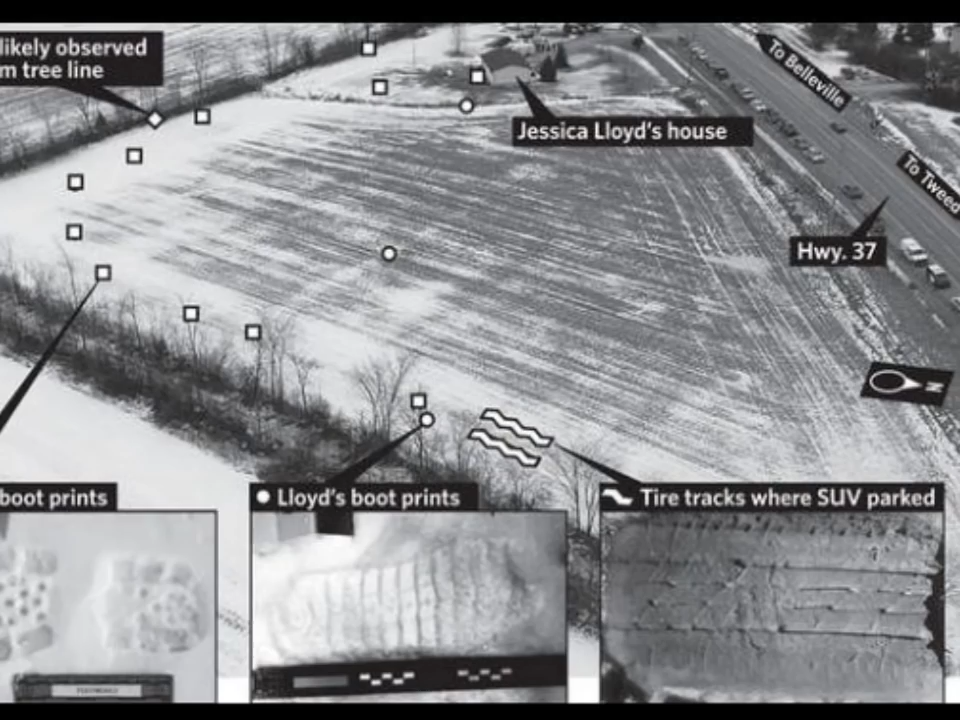 likely observed
m tree line
Jessica Lloyd's house
To Belleville
To Tweed
Hwy. 37
N
boot prints
Lloyd's boot prints
Tire tracks where SUV parked